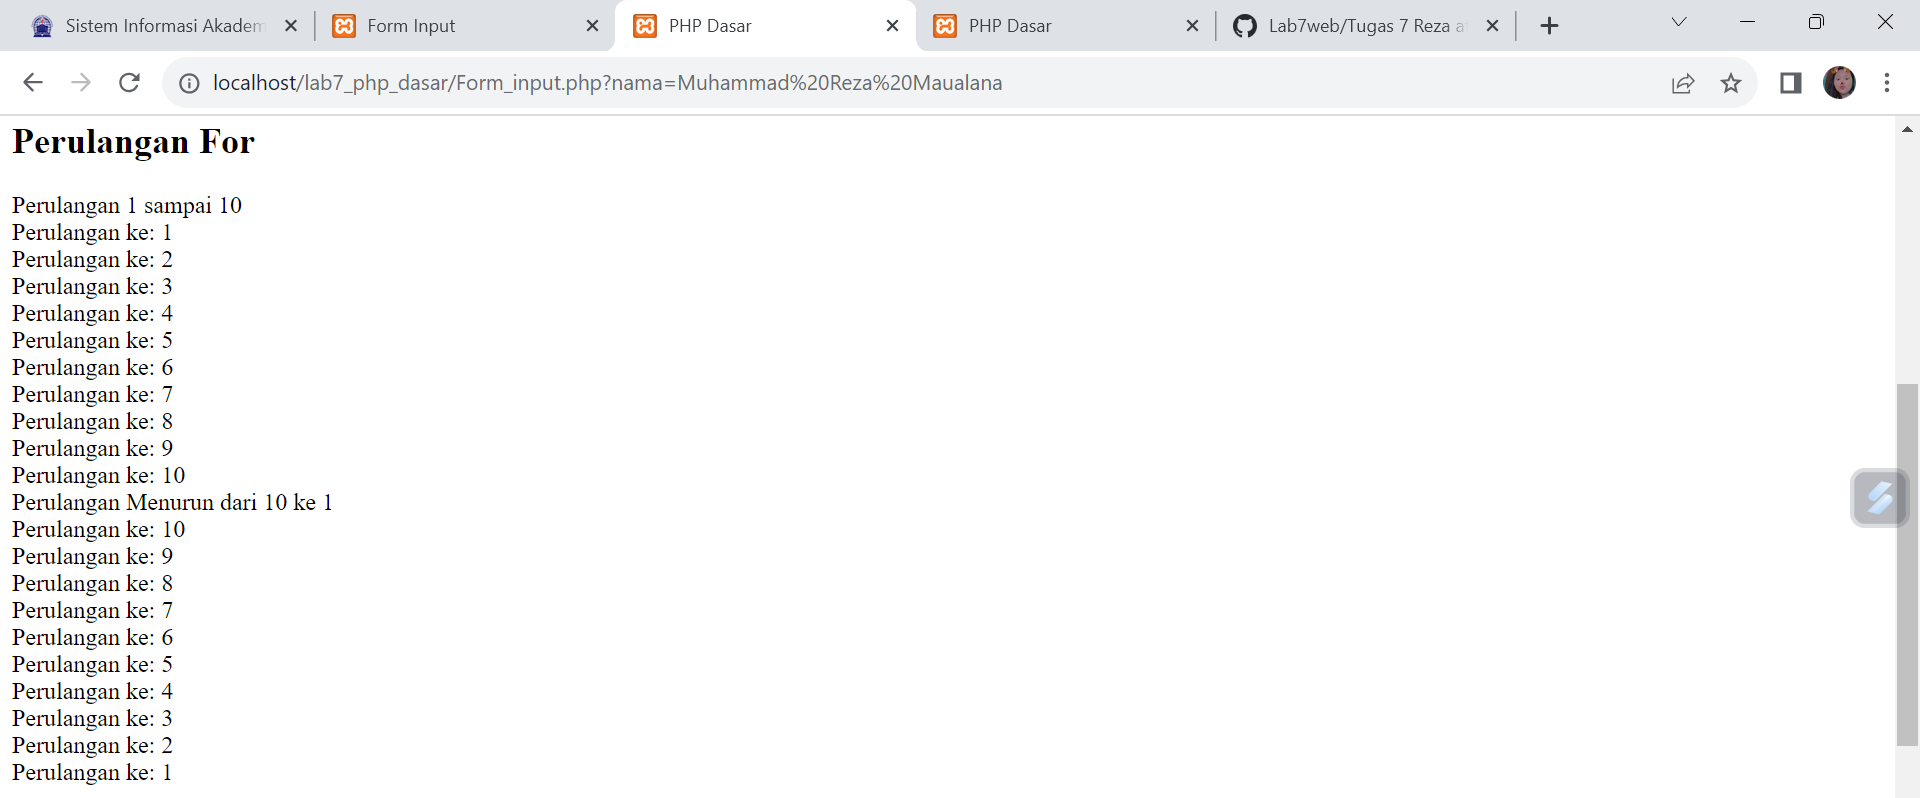 Sistem Informasi Akadem
Form Input
PHP Dasar
PHP Dasar
Lab7web/Tugas 7 Reza a
localhost/lab7_php_dasar/Form_input.php?nama=Muhammad%20Reza%20Maualana
Perulangan For
Perulangan 1 sampai 10
Perulangan ke: 1
Perulangan ke: 2
Perulangan ke: 3
Perulangan ke: 4
Perulangan ke: 5
Perulangan ke: 6
Perulangan ke: 7
Perulangan ke: 8
Perulangan ke: 9
Perulangan ke: 10
Perulangan Menurun dari 10 ke 1
Perulangan ke: 10
Perulangan ke: 9
Perulangan ke: 8
Perulangan ke: 7
Perulangan ke: 6
Perulangan ke: 5
Perulangan ke: 4
Perulangan ke: 3
Perulangan ke: 2
Perulangan ke: 1